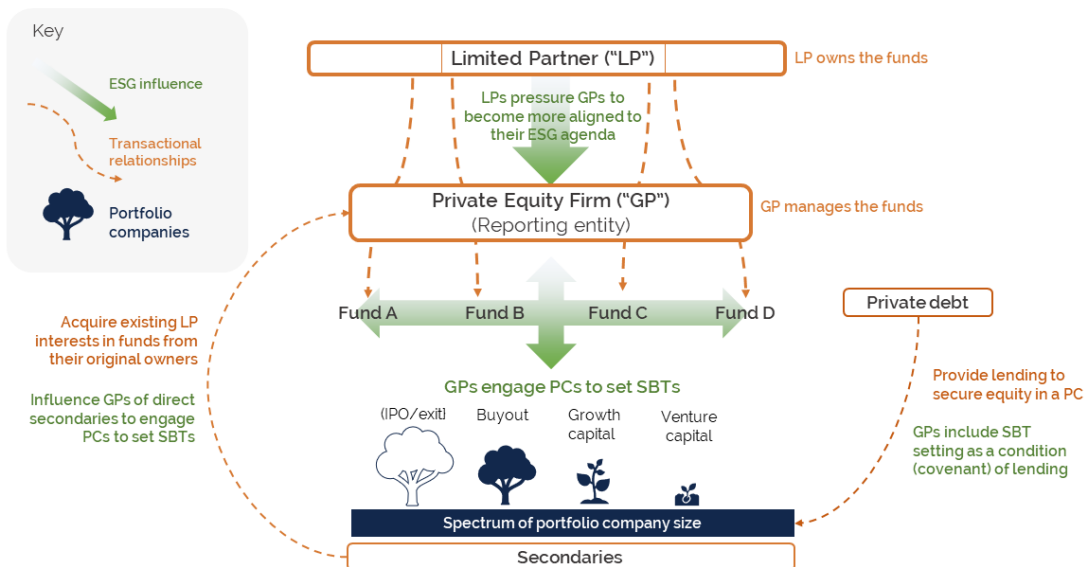 Key
ESG influence
Transactional
relationships
Portfolio
companies
Limited Partner (“LP”)
LP owns the funds
LPs pressure GPs to
become more aligned to
their ESG agenda
Private Equity Firm (“GP”)
(Reporting entity)
GP manages the funds
Fund A
Fund B
Fund C
Fund D
Private debt
Acquire existing LP
interests in funds from
their original owners
Influence GPs of direct
secondaries to engage
PCs to set SBTs
GPs engage PCs to set SBTs
(IPO/exit)
Buyout
Growth
capital
Venture
capital
Provide lending to
secure equity in a PC
GPs include SBT
setting as a condition
(covenant) of lending
Spectrum of portfolio company size
Secondaries